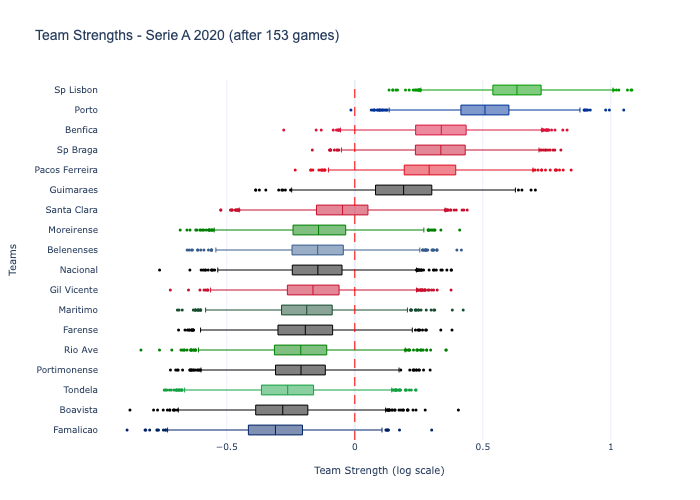 Team Strengths - Serie A 2020 (after 153 games)
Sp Lisbon
Porto
Benfica
Sp Braga
Pacos Ferreira
Guimaraes
Santa Clara
Moreirense
Belenenses
Nacional
Gil Vicente
Maritimo
Farense
Rio Ave
Portimonense
Tondela
Boavista
Famalicao
Teams
−0.5 0 0.5 1
Team Strength (log scale)